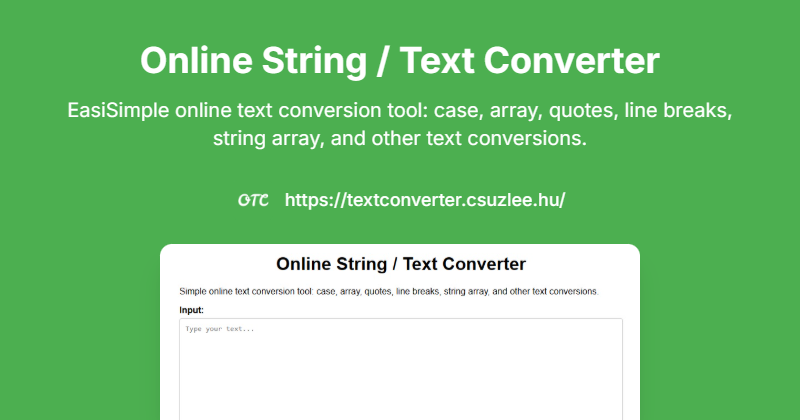 Online String / Text Converter
EasiSimple online text conversion tool: case, array, quotes, line breaks,
string array, and other text conversions.
OTC https://textconverter.csuzlee.hu/
Online String / Text Converter
Simple online text conversion tool: case, array, quotes, line breaks, string array, and other text conversions.
Input:
Type your text...